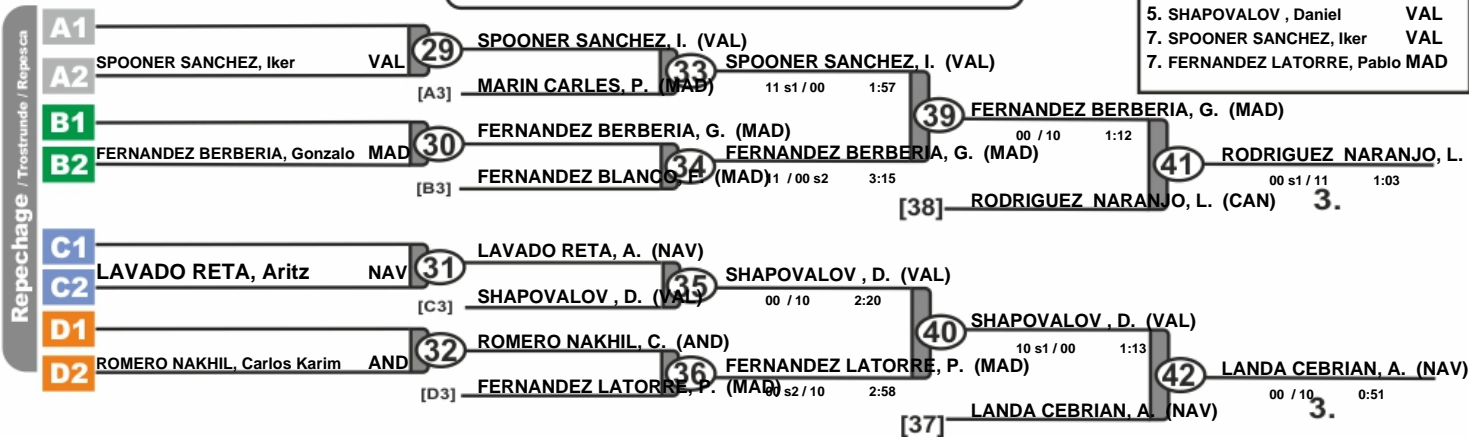 Repechage / Trostrunde / Reposca
5. SHAPOVALOV , Daniel VAL
7. SPOONER SANCHEZ, Iker VAL
7. FERNANDEZ LATORRE, Pablo MAD
A1
A2
SPOONER SANCHEZ, Iker VAL
29
SPOONER SANCHEZ, I. (VAL)
[A3] MARIN CARLES, P. (MAD)
33
SPOONER SANCHEZ, I. (VAL)
11 s1 / 00 1:57
B1
B2
FERNANDEZ BERBERIA, Gonzalo MAD
30
FERNANDEZ BERBERIA, G. (MAD)
[B3] FERNANDEZ BLANCO, F. (MAD)
34
FERNANDEZ BERBERIA, G. (MAD)
11 / 00 s2 3:15
39
FERNANDEZ BERBERIA, G. (MAD)
00 / 10 1:12
[38] RODRIGUEZ NARANJO, L. (CAN)
41
RODRIGUEZ NARANJO, L.
00 s1 / 11 1:03
3.
C1
C2
LAVADO RETA, Aritz NAV
31
LAVADO RETA, A. (NAV)
[C3] SHAPOVALOV , D. (VAL)
35
SHAPOVALOV , D. (VAL)
00 / 10 2:20
D1
D2
ROMERO NAKHIL, Carlos Karim AND
32
ROMERO NAKHIL, C. (AND)
[D3] FERNANDEZ LATORRE, P. (MAD)
36
FERNANDEZ LATORRE, P. (MAD)
00 s2 / 10 2:58
40
SHAPOVALOV , D. (VAL)
10 s1 / 00 1:13
[37] LANDA CEBRIAN, A. (NAV)
42
LANDA CEBRIAN, A. (NAV)
00 / 10 0:51
3.